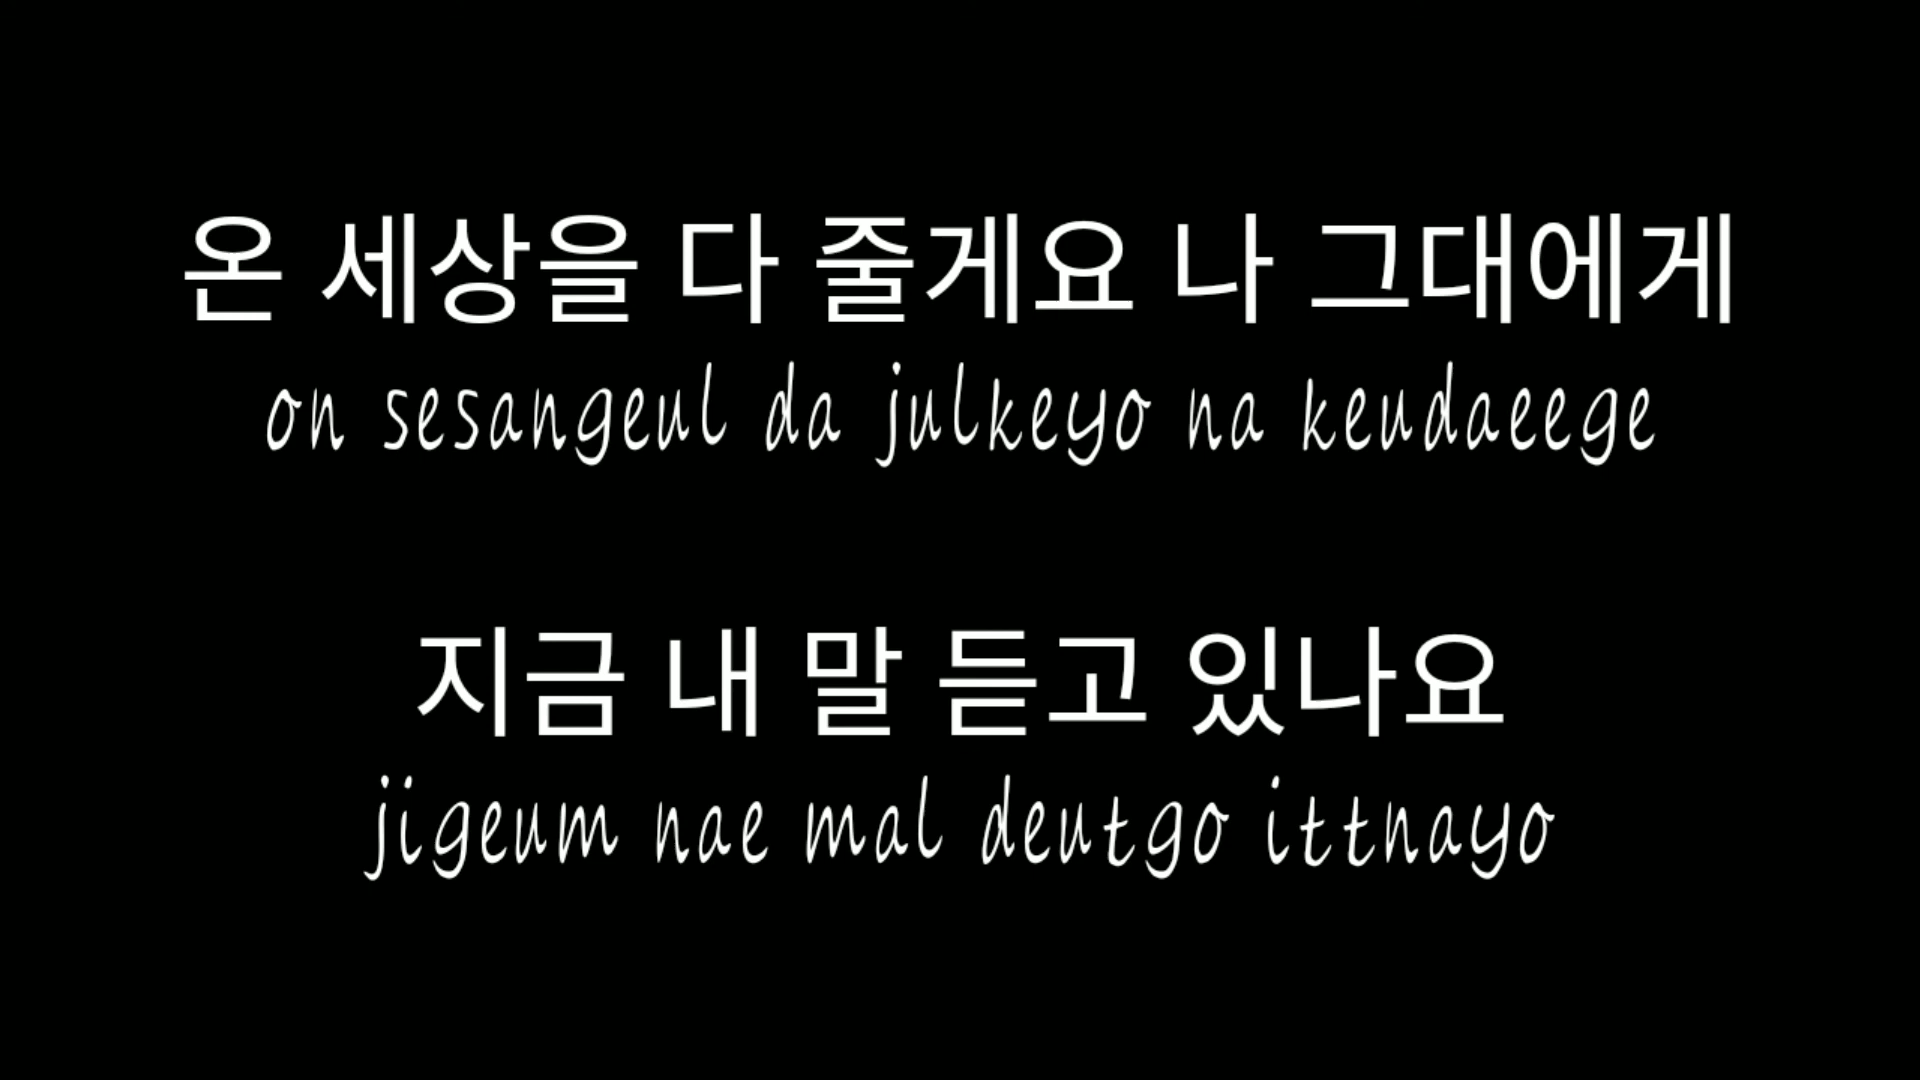 온 세상을 다 줄게요 나 그대에게
on sesangeul da julkeyo na keudaeege
지금 내 말 듣고 있나요
jigeum nae mal deutgo ittnayo